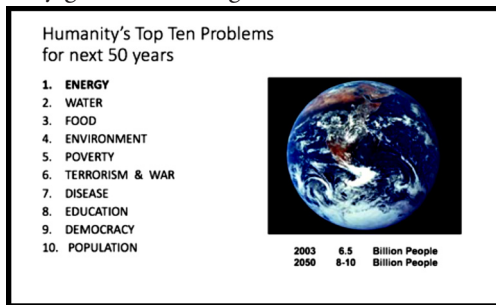 Humanity's Top Ten Problems
for next 50 years
1. ENERGY
2. WATER
3. FOOD
4. ENVIRONMENT
5. POVERTY
6. TERRORISM & WAR
7. DISEASE
8. EDUCATION
9. DEMOCRACY
10. POPULATION
2003 6.5 Billion People
2050 8-10 Billion People